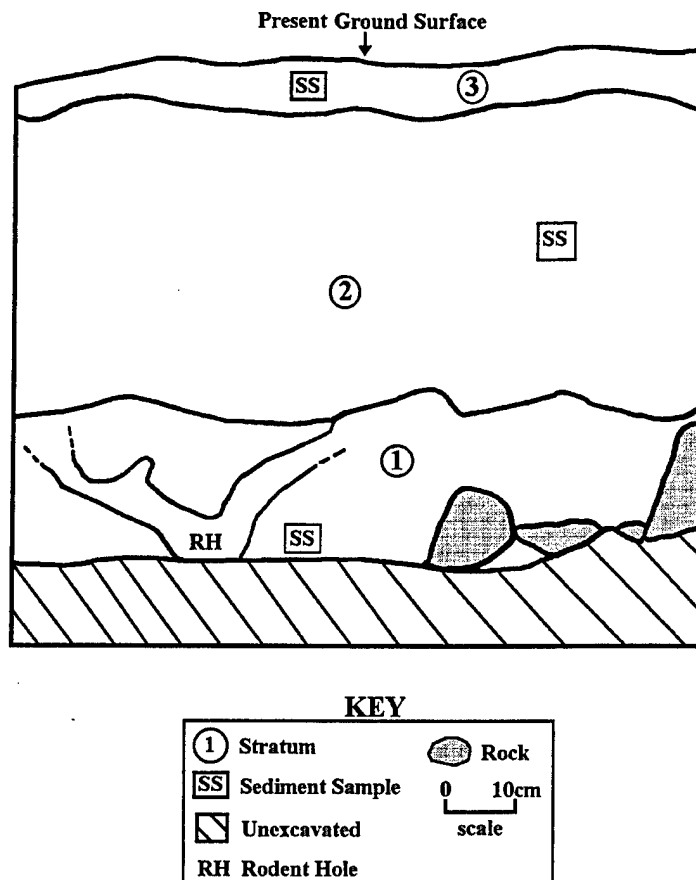 Present Ground Surface
SS
3
SS
2
1
RH
SS
KEY
1 Stratum
Rock
SS Sediment Sample
0 10cm
scale
Unexcavated
RH Rodent Hole